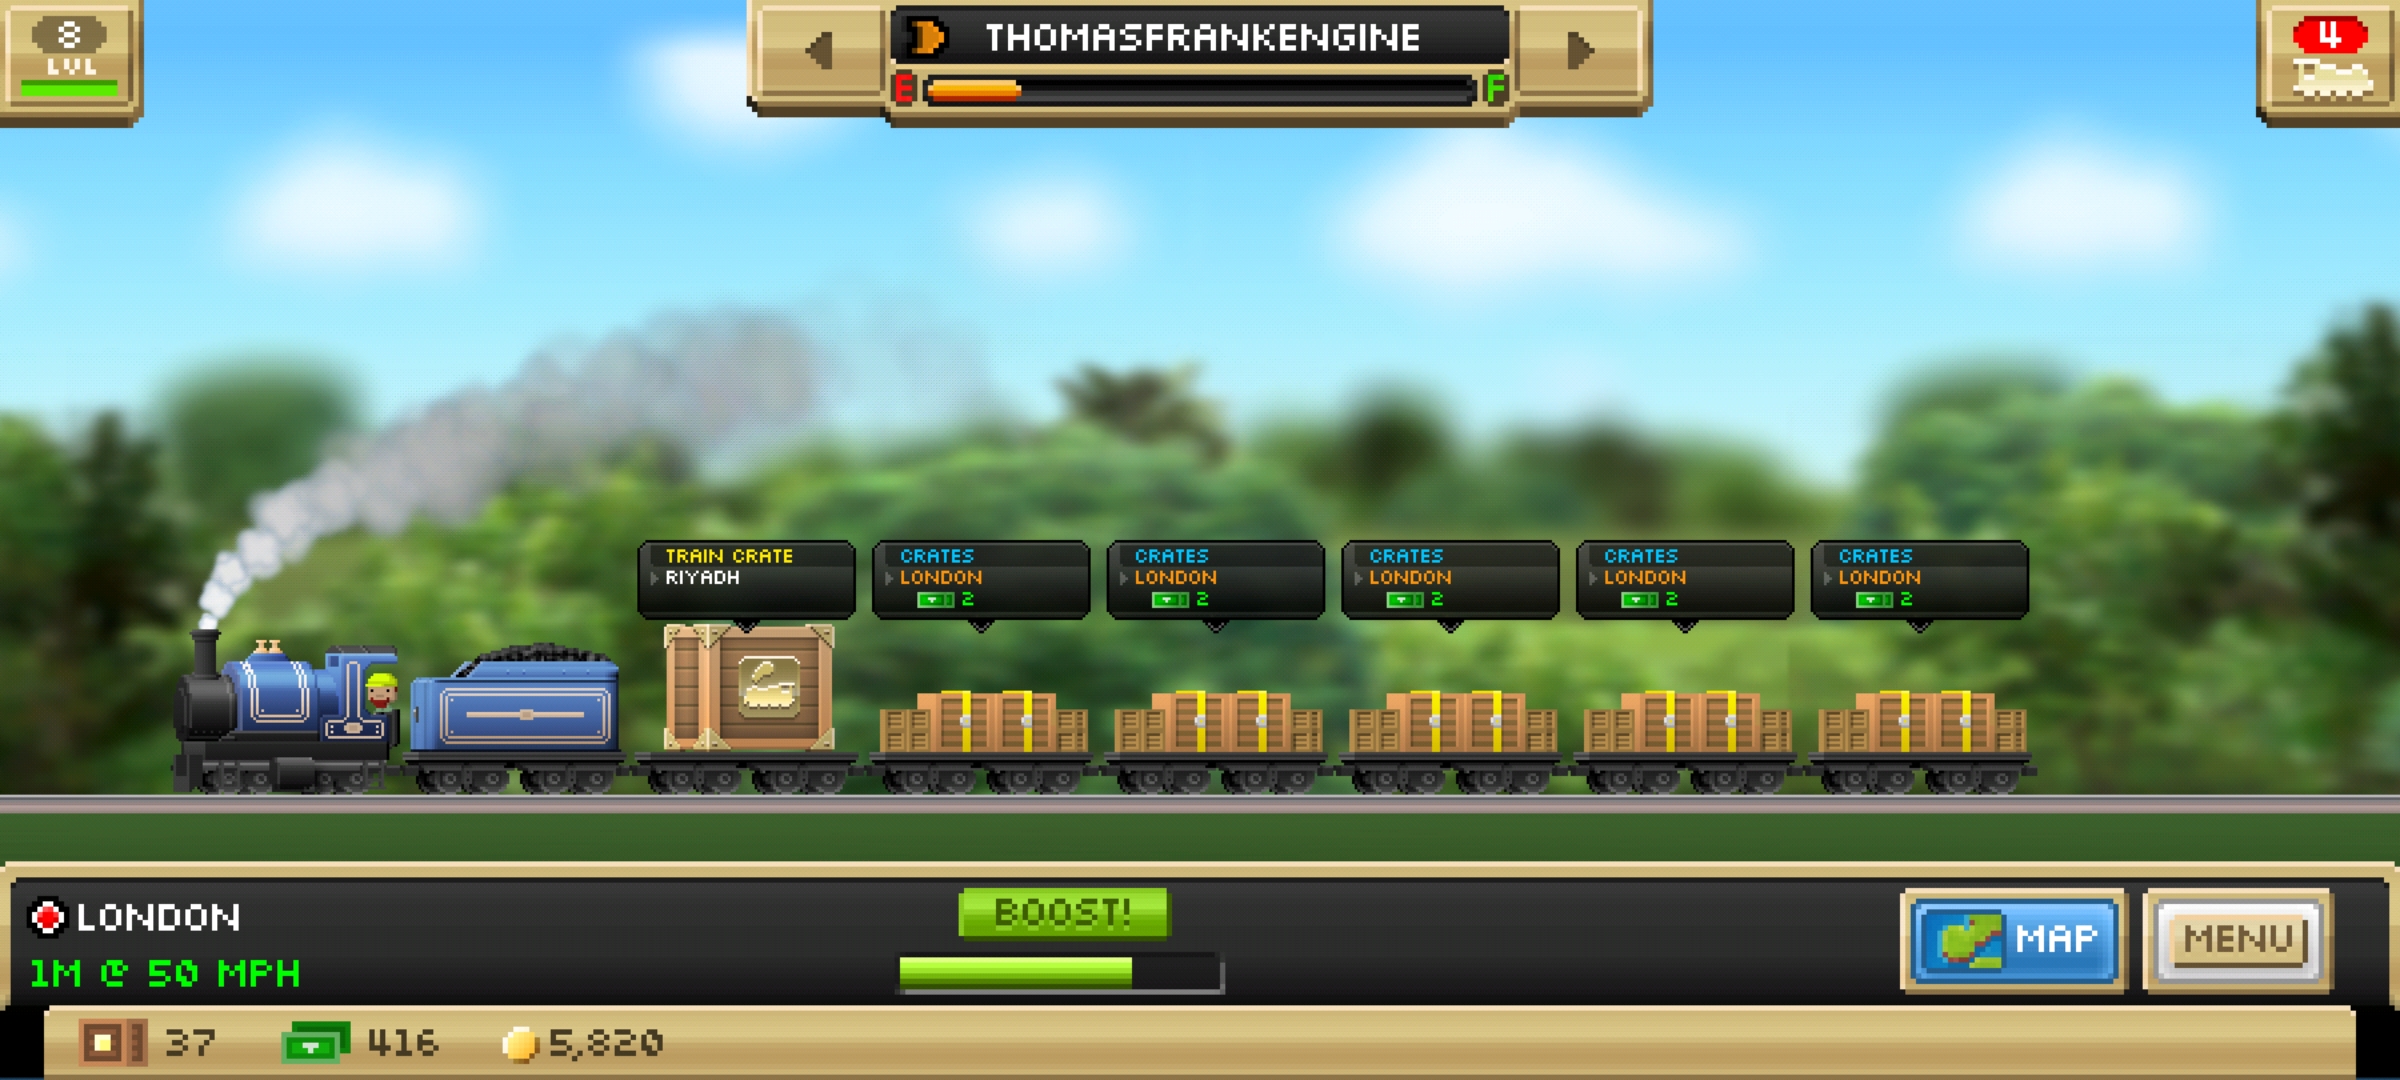 8
LVL
THOMASFRANKENGINE
E F
4
TRAIN CRATE
RIYADH
CRATES
LONDON
2
CRATES
LONDON
2
CRATES
LONDON
2
CRATES
LONDON
2
CRATES
LONDON
2
LONDON
1M @ 50 MPH
BOOST!
MAP
MENU
37 416 5,820